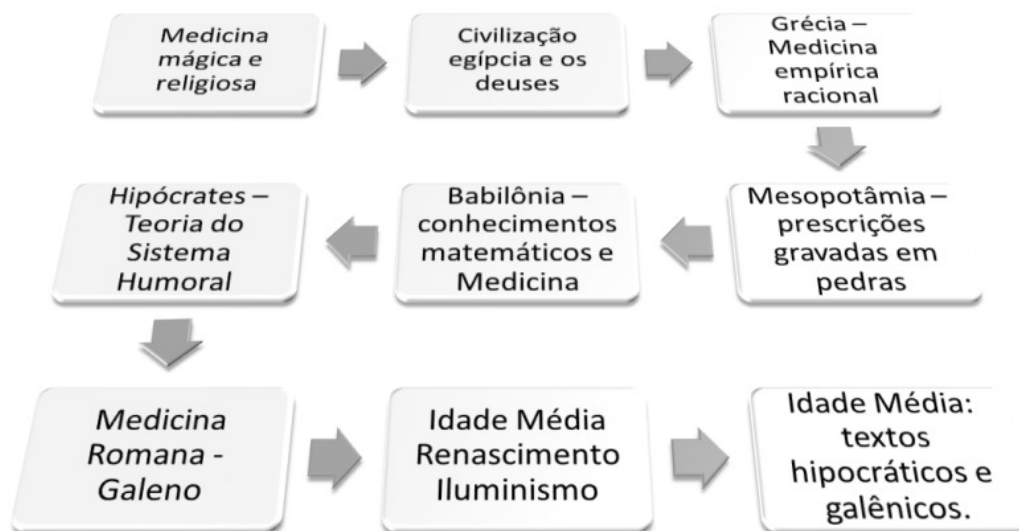 Medicina
mágica e
religiosa
Civilização
egípcia e os
deuses
Grécia –
Medicina
empírica
racional
Mesopotâmia –
prescrições
gravadas em
pedras
Babilônia –
conhecimentos
matemáticos e
Medicina
Hipócrates –
Teoria do
Sistema
Humoral
Medicina
Romana -
Galeno
Idade Média
Renascimento
Iluminismo
Idade Média:
textos
hipocráticos e
galênicos.